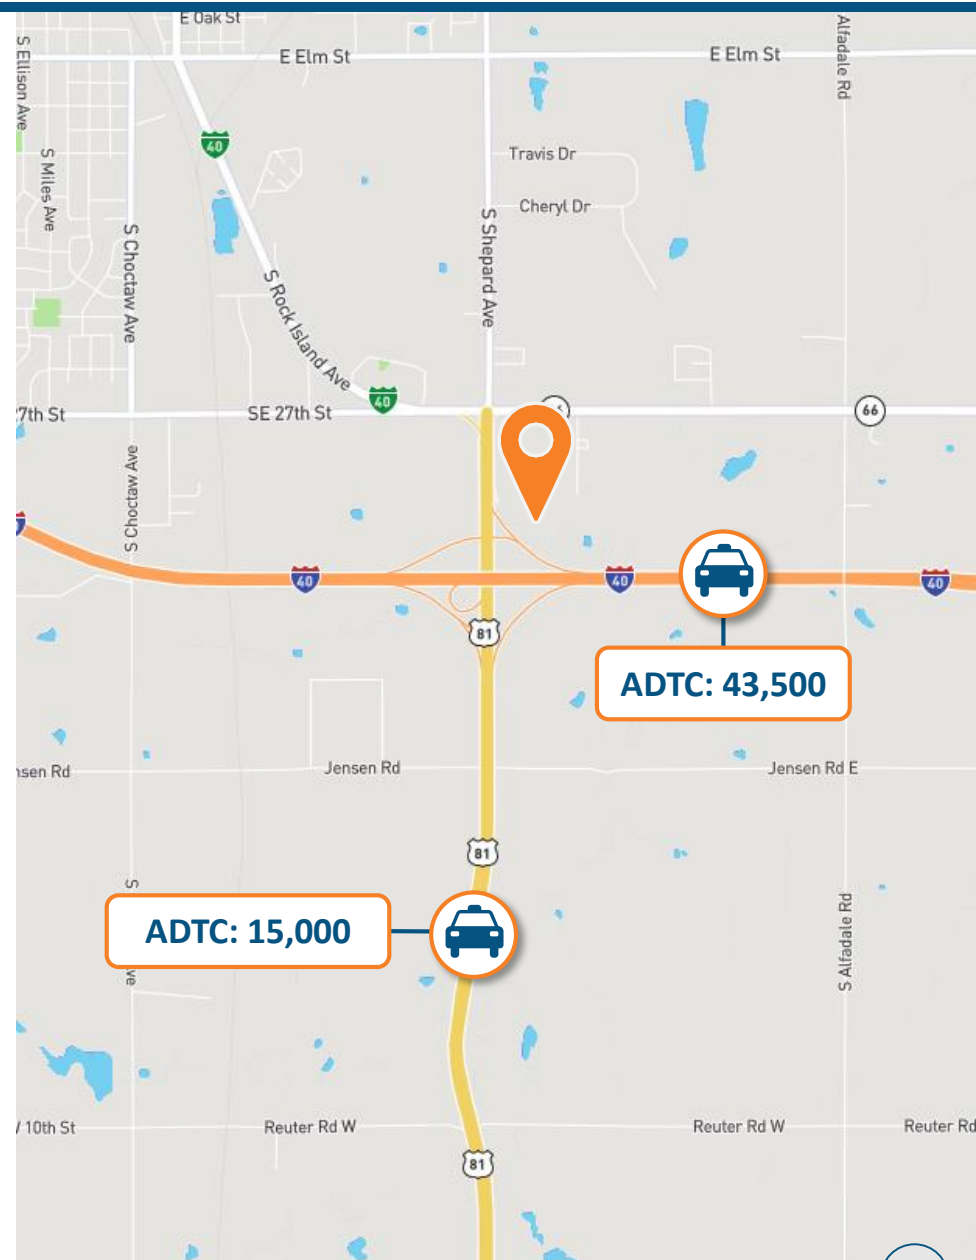 E Oak St
S Ellison Ave
E Elm St
E Elm St
Alfadale Rd
40
S Miles Ave
Travis Dr
Cheryl Dr
S Choctaw Ave
S Shepard Ave
S Rock Island Ave
40
7th St
SE 27th St
66
S Choctaw Ave
40
40
40
81
ADTC: 43,500
nsen Rd
Jensen Rd
Jensen Rd E
81
S
ADTC: 15,000
ve
S Alfadale Rd
10th St
Reuter Rd W
Reuter Rd W
Reuter Rd
81